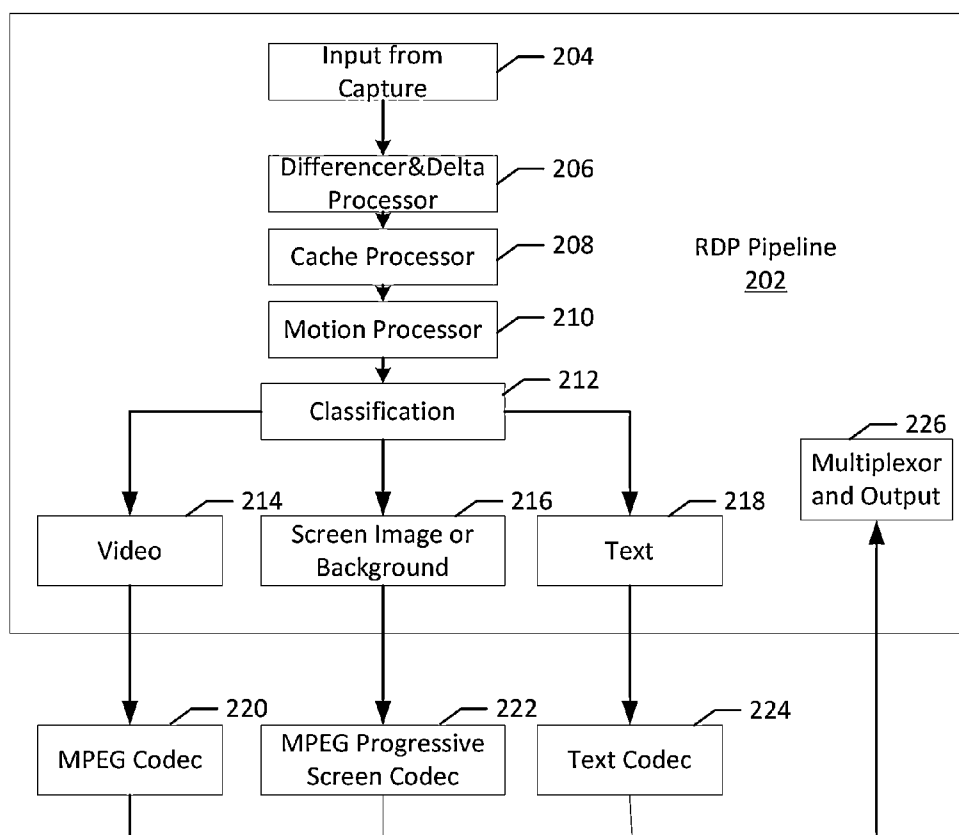 Input from
Capture
204
Differencer&Delta
Processor
206
Cache Processor
208
RDP Pipeline
202
Motion Processor
210
Classification
212
226
Multiplexor
and Output
214
Video
216
Screen Image or
Background
218
Text
220
MPEG Codec
222
MPEG Progressive
Screen Codec
224
Text Codec